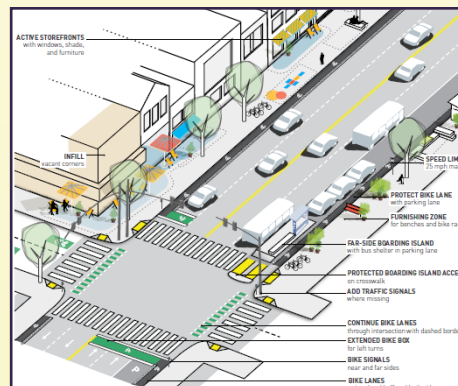 ACTIVE STOREFRONTS
with windows, shade,
and furniture
INFILL
vacant corners
SPEED LIM
25 mph ma
PROTECT BIKE LANE
with parking lane
FURNISHING ZONE
for benches and bike ra
FAR-SIDE BOARDING ISLAND
with bus shelter in parking lane
PROTECTED BOARDING ISLAND ACCE
on crosswalk
ADD TRAFFIC SIGNALS
where missing
CONTINUE BIKE LANES
through intersection with dashed borde
EXTENDED BIKE BOX
for left turns
BIKE SIGNALS
near and far sides
BIKE LANES
P